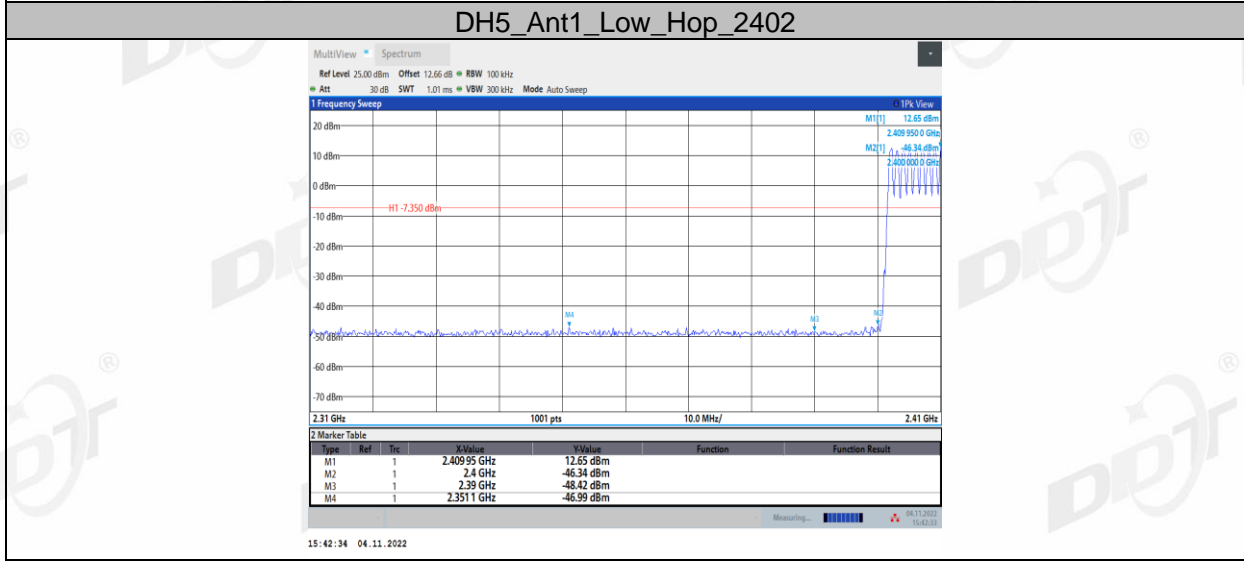 DH5_Ant1_Low_Hop_2402
MultiView Spectrum
Ref Level 25.00 dBm Offset 12.66 dB RBW 100 kHz
Att 30 dB SWT 1.01 ms VBW 300 kHz Mode Auto Sweep
1 Frequency Sweep 1Pk View
M1[1] 12.65 dBm
2.409 950 0 GHz
M2[1] -46.34 dBm
2.400 000 0 GHz
20 dBm
10 dBm
0 dBm
H1 -7.350 dBm
-10 dBm
-20 dBm
-30 dBm
-40 dBm
M4 M3 M2
-50 dBm
-60 dBm
-70 dBm
2.31 GHz 1001 pts 10.0 MHz/ 2.41 GHz
2 Marker Table
Type Ref Trc X-Value Y-Value Function Function Result
M1 1 2.409 95 GHz 12.65 dBm
M2 1 2.4 GHz -46.34 dBm
M3 1 2.39 GHz -48.42 dBm
M4 1 2.351 1 GHz -46.99 dBm
Measuring... 04.11.2022
15:42:33
15:42:34 04.11.2022
DDT ®